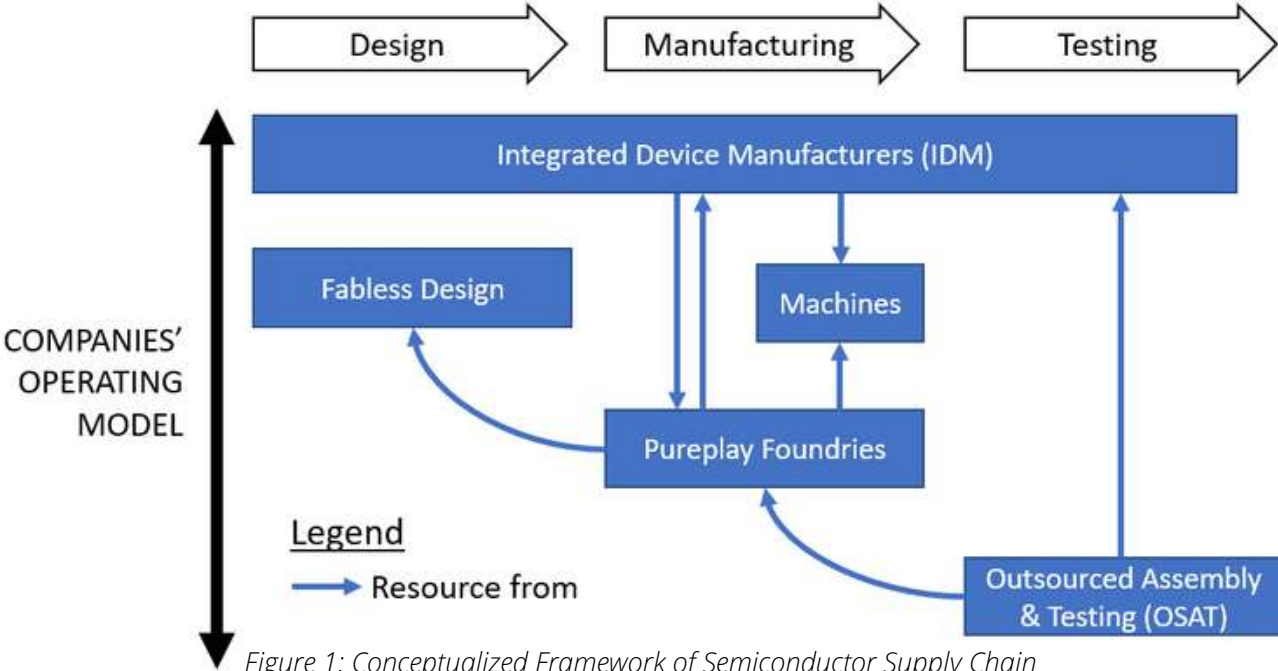 Design
Manufacturing
Testing
Integrated Device Manufacturers (IDM)
Fabless Design
Machines
COMPANIES’
OPERATING
MODEL
Pureplay Foundries
Legend
Resource from
Outsourced Assembly
& Testing (OSAT)
Figure 1: Conceptualized Framework of Semiconductor Supply Chain